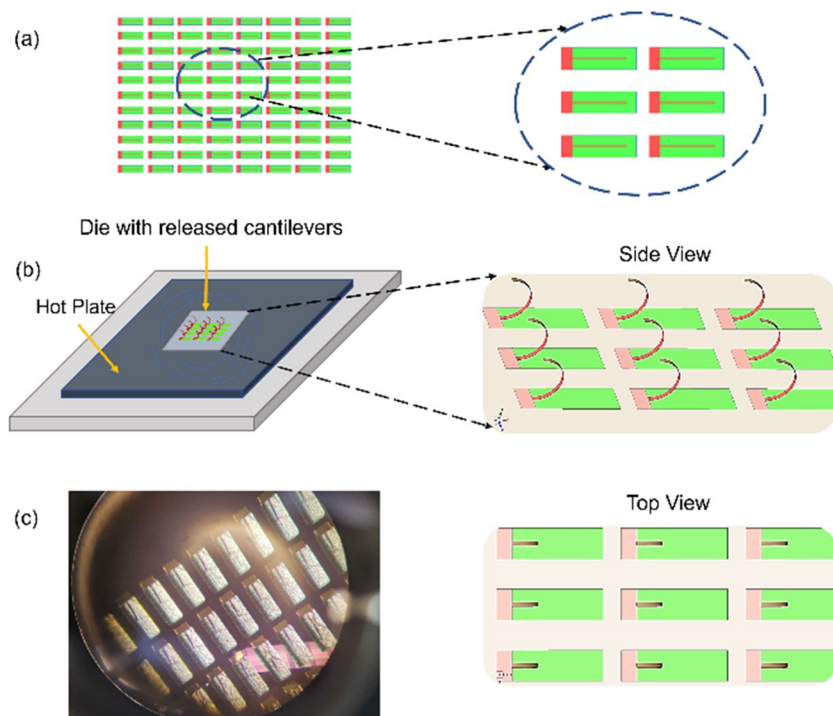 (a)
Die with released cantilevers
(b)
Hot Plate
Side View
(c)
Top View